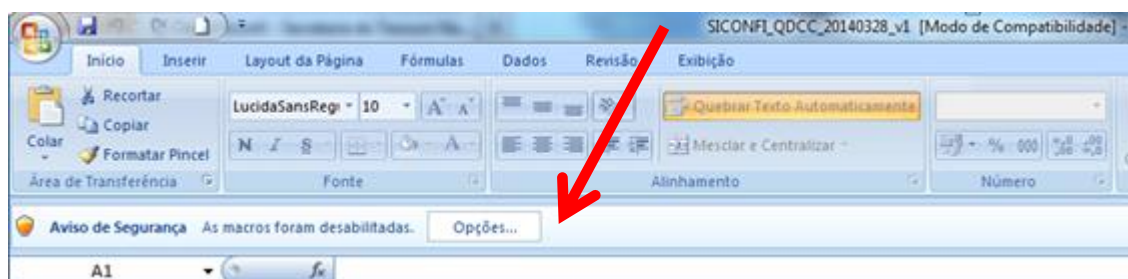 SICONFI_QDCC_20140328_v1 [Modo de Compatibilidade] -
Início Inserir Layout da Página Fórmulas Dados Revisão Exibição
Recortar
Copiar
Colar
Formatar Pincel
LucidaSansRegu 10 A A
Quebrar Texto Automaticamente
N I S A
Mesclar e Centralizar
% 000
Área de Transferência Fonte Alinhamento Número
Aviso de Segurança As macros foram desabilitadas. Opções...
A1 fx